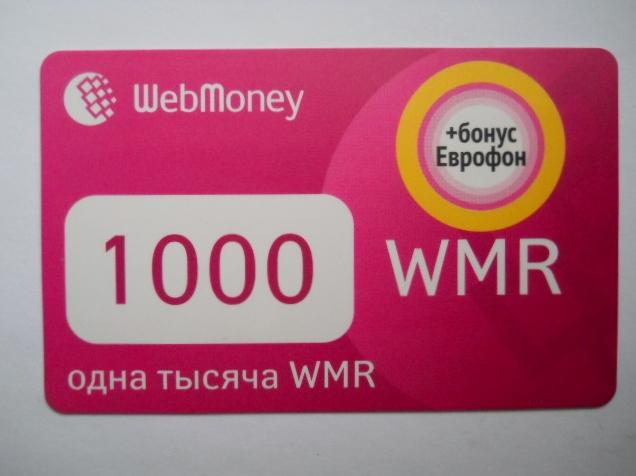 WebMoney
+бонус
Еврофон
1000
WMR
одна тысяча WMR